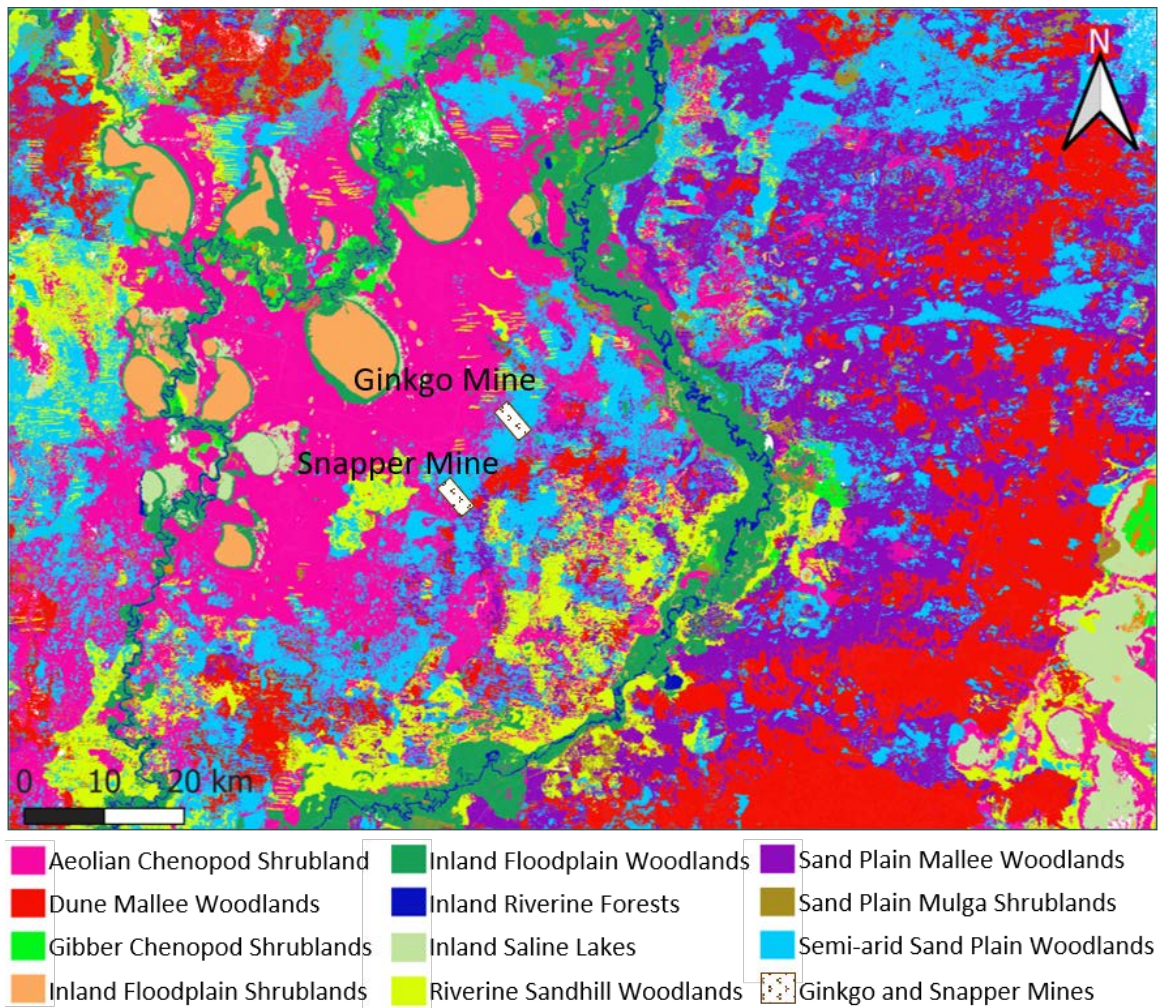 N
Ginkgo Mine
Snapper Mine
0 10 20 km
Aeolian Chenopod Shrubland
Inland Floodplain Woodlands
Sand Plain Mallee Woodlands
Dune Mallee Woodlands
Inland Riverine Forests
Sand Plain Mulga Shrublands
Gibber Chenopod Shrublands
Inland Saline Lakes
Semi-arid Sand Plain Woodlands
Inland Floodplain Shrublands
Riverine Sandhill Woodlands
Ginkgo and Snapper Mines